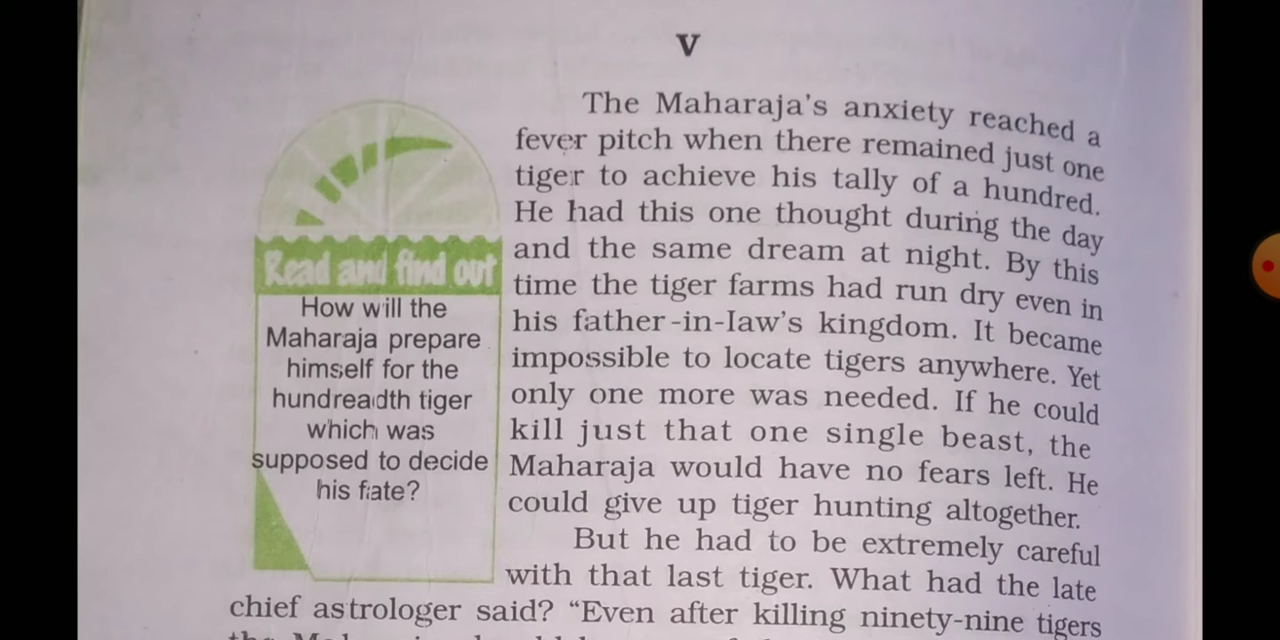 V
The Maharaja's anxiety reached a
fever pitch when there remained just one
tiger to achieve his tally of a hundred.
He had this one thought during the day
and the same dream at night. By this
time the tiger farms had run dry even in
his father-in-law's kingdom. It became
impossible to locate tigers anywhere. Yet
only one more was needed. If he could
kill just that one single beast, the
Maharaja would have no fears left. He
could give up tiger hunting altogether.
Read and find out
How will the
Maharaja prepare
himself for the
hundreadth tiger
which was
supposed to decide
his fate?
But he had to be extremely careful
with that last tiger. What had the late
chief astrologer said? “Even after killing ninety-nine tigers